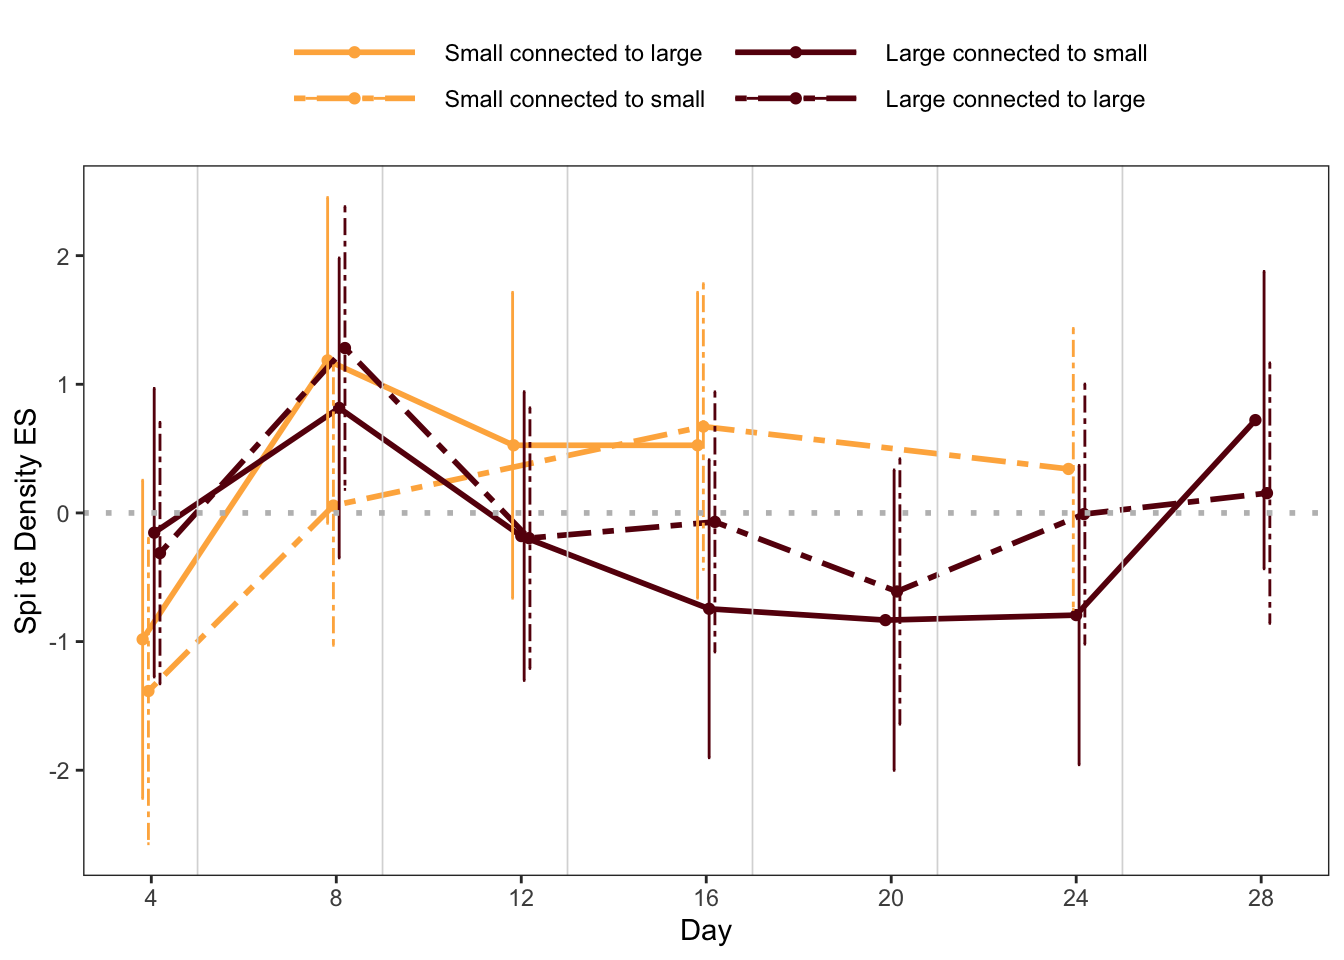 Small connected to large
Large connected to small
Small connected to small
Large connected to large
Spi te Density ES
2
1
0
-1
-2
4
8
12
16
20
24
28
Day